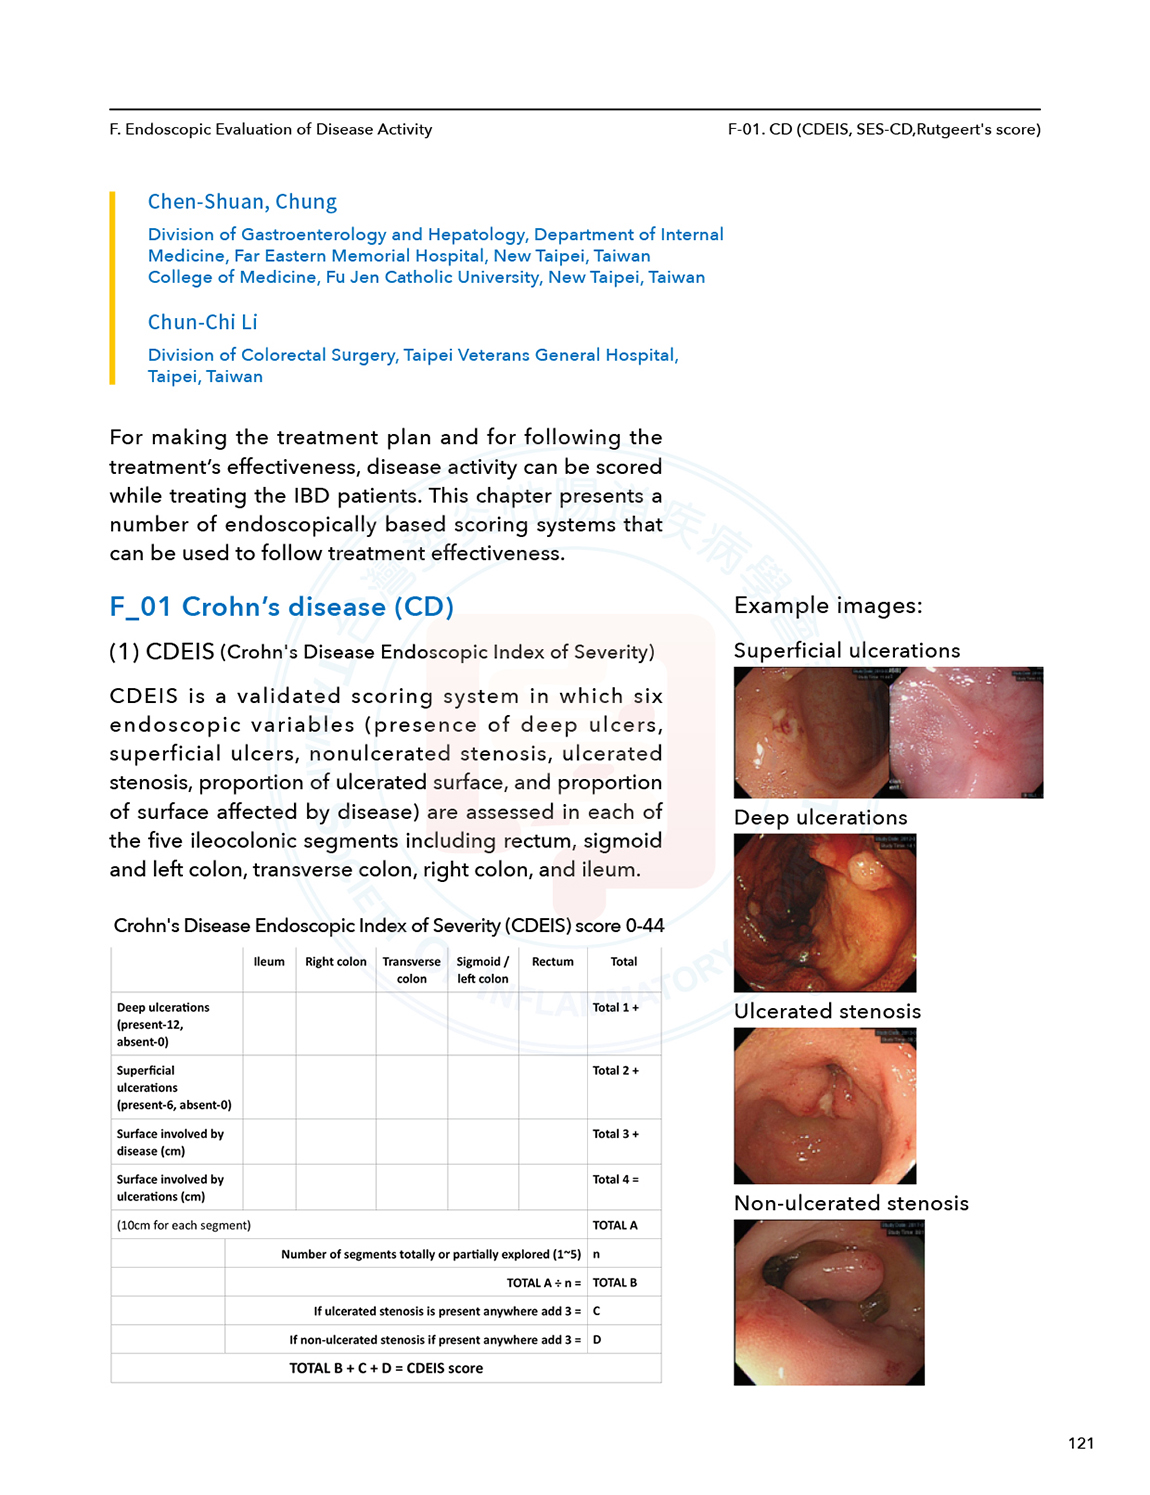 F. Endoscopic Evaluation of Disease Activity
F-01. CD (CDEIS, SES-CD,Rutgeert's score)
Chen-Shuan, Chung
Division of Gastroenterology and Hepatology, Department of Internal
Medicine, Far Eastern Memorial Hospital, New Taipei, Taiwan
College of Medicine, Fu Jen Catholic University, New Taipei, Taiwan
Chun-Chi Li
Division of Colorectal Surgery, Taipei Veterans General Hospital,
Taipei, Taiwan
For making the treatment plan and for following the
treatment’s effectiveness, disease activity can be scored
while treating the IBD patients. This chapter presents a
number of endoscopically based scoring systems that
can be used to follow treatment effectiveness.
F_01 Crohn’s disease (CD)
(1) CDEIS (Crohn's Disease Endoscopic Index of Severity)
CDEIS is a validated scoring system in which six
endoscopic variables (presence of deep ulcers,
superficial ulcers, nonulcerated stenosis, ulcerated
stenosis, proportion of ulcerated surface, and proportion
of surface affected by disease) are assessed in each of
the five ileocolonic segments including rectum, sigmoid
and left colon, transverse colon, right colon, and ileum.
Crohn's Disease Endoscopic Index of Severity (CDEIS) score 0-44
Ileum Right colon Transverse colon Sigmoid / left colon Rectum Total
Deep ulcerations
(present-12,
absent-0)
Total 1 +
Superficial
ulcerations
(present-6, absent-0)
Total 2 +
Surface involved by
disease (cm)
Total 3 +
Surface involved by
ulcerations (cm)
Total 4 =
(10cm for each segment) TOTAL A
Number of segments totally or partially explored (1~5) n
TOTAL A ÷ n = TOTAL B
If ulcerated stenosis is present anywhere add 3 = C
If non-ulcerated stenosis if present anywhere add 3 = D
TOTAL B + C + D = CDEIS score
Example images:
Superficial ulcerations
Deep ulcerations
Ulcerated stenosis
Non-ulcerated stenosis
121